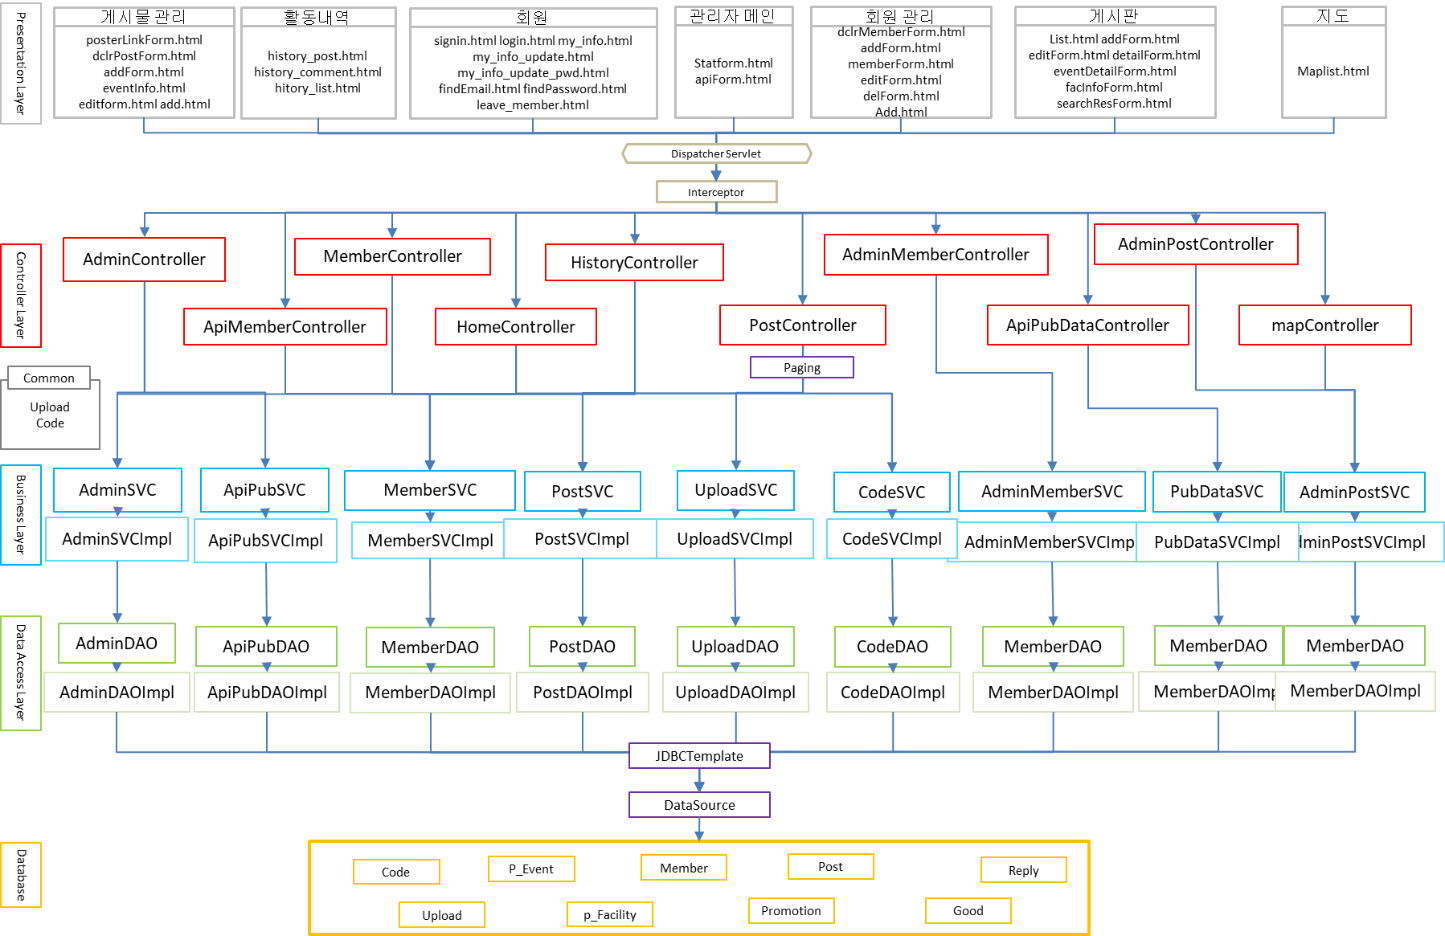 Presentation Layer
게시물 관리
posterLinkForm.html
dclrPostForm.html
addForm.html
eventInfo.html
editform.html add.html
활동내역
history_post.html
history_comment.html
hitory_list.html
회원
signin.html login.html my_info.html
my_info_update.html
my_info_update_pwd.html
findEmail.html findPassword.html
leave_member.html
관리자 메인
Statform.html
apiForm.html
회원 관리
dclrMemberForm.html
addForm.html
memberForm.html
editForm.html
delForm.html
Add.html
게시판
List.html addForm.html
editForm.html detailForm.html
eventDetailForm.html
facInfoForm.html
searchResForm.html
지도
Maplist.html
DispatcherServlet
Interceptor
Controller Layer
AdminController
MemberController
HistoryController
AdminMemberController
AdminPostController
ApiMemberController
HomeController
PostController
ApiPubDataController
mapController
Paging
Common
Upload
Code
Business Layer
AdminSVC
ApiPubSVC
MemberSVC
PostSVC
UploadSVC
CodeSVC
AdminMemberSVC
PubDataSVC
AdminPostSVC
AdminSVCImpl
ApiPubSVCImpl
MemberSVCImpl
PostSVCImpl
UploadSVCImpl
CodeSVCImpl
AdminMemberSVCImp
PubDataSVCImpl
dminPostSVCImpl
Data Access Layer
AdminDAO
ApiPubDAO
MemberDAO
PostDAO
UploadDAO
CodeDAO
MemberDAO
MemberDAO
MemberDAO
AdminDAOImpl
ApiPubDAOImpl
MemberDAOImpl
PostDAOImpl
UploadDAOImpl
CodeDAOImpl
MemberDAOImpl
MemberDAOImp
MemberDAOImpl
JDBCTemplate
DataSource
Database
Code
P_Event
Member
Post
Reply
Upload
p_Facility
Promotion
Good